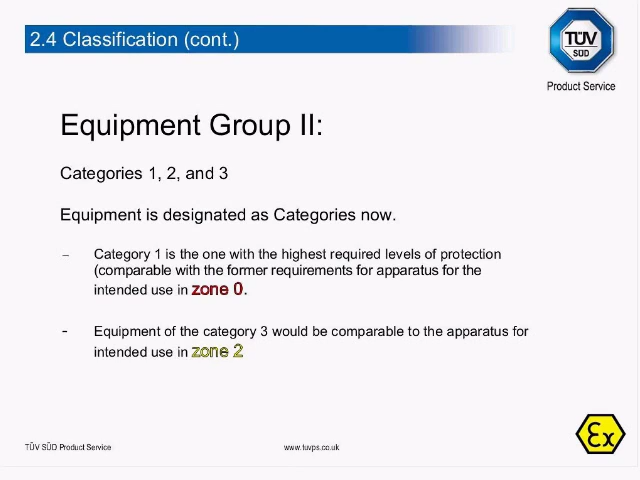 2.4 Classification (cont.)
TÜV
SÜD
Product Service
Equipment Group II:
Categories 1, 2, and 3
Equipment is designated as Categories now.
– Category 1 is the one with the highest required levels of protection
(comparable with the former requirements for apparatus for the
intended use in zone 0.
- Equipment of the category 3 would be comparable to the apparatus for
intended use in zone 2
Ex
TÜV SÜD Product Service
www.tuvps.co.uk